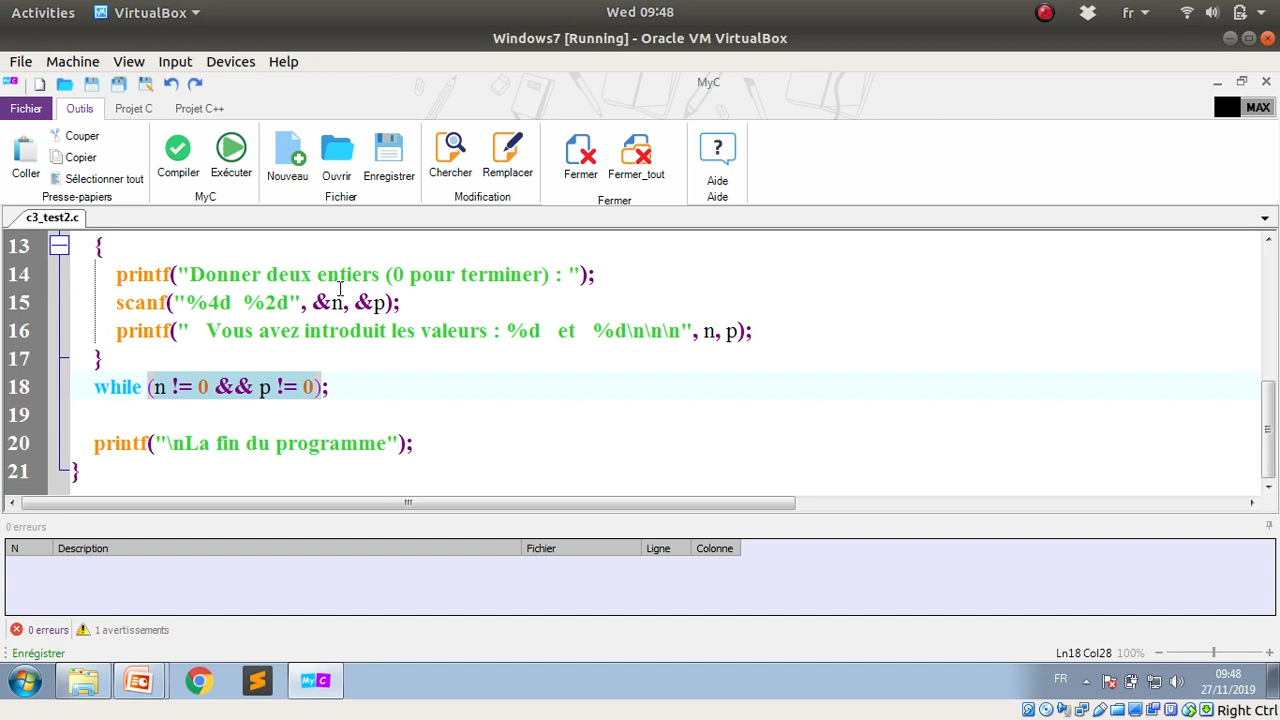 Activities VirtualBox Wed 09:48 fr
Windows7 [Running] - Oracle VM VirtualBox
File Machine View Input Devices Help
MyC MyC
Fichier Outils Projet C Projet C++ MAX
Coller Couper Copier Sélectionner tout Compiler Exécuter Nouveau Ouvrir Enregistrer Chercher Remplacer Fermer Fermer_tout Aide
Presse-papiers MyC Fichier Modification Fermer Aide
c3_test2.c
13 {
14 printf("Donner deux entiers (0 pour terminer) : ");
15 scanf("%4d  %2d", &n, &p);
16 printf("   Vous avez introduit les valeurs : %d   et   %d\n\n\n", n, p);
17 }
18 while (n != 0 && p != 0);
19
20 printf("\nLa fin du programme");
21 }
0 erreurs
N Description Fichier Ligne Colonne
0 erreurs 1 avertissements
Enrégistrer Ln18 Col28 100%
MyC FR 09:48
27/11/2019
Right Ctrl